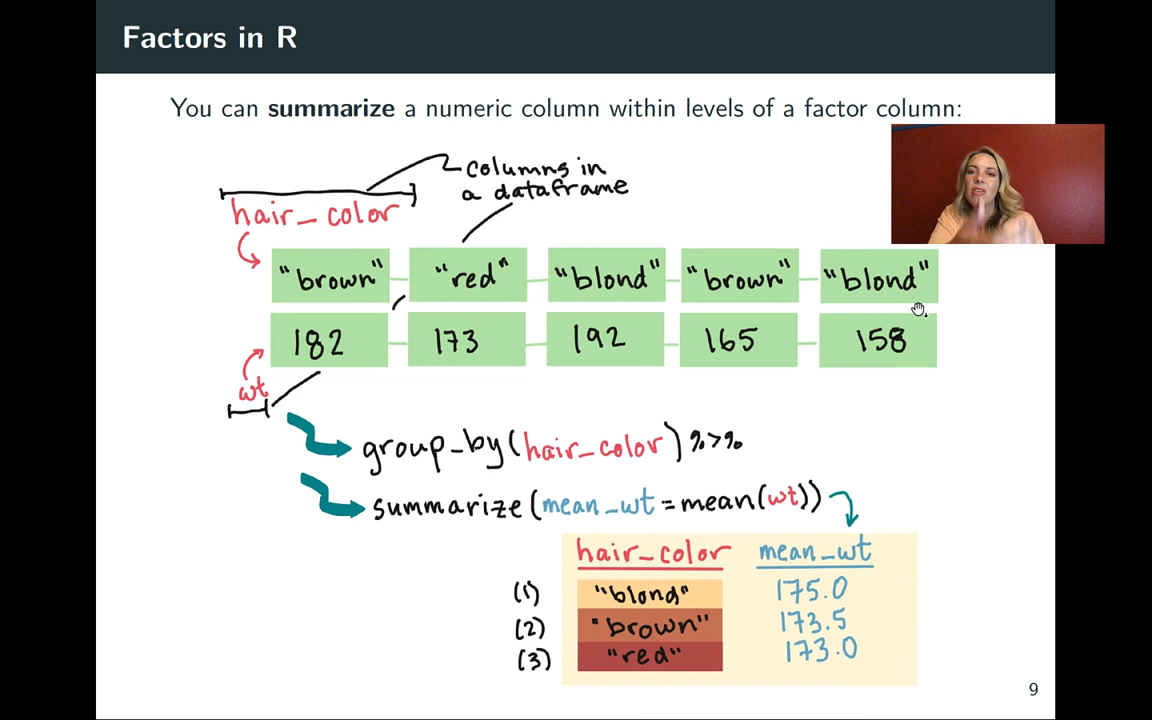 Factors in R
You can summarize a numeric column within levels of a factor column:
columns in
a dataframe
hair_color
"brown" "red" "blond" "brown" "blond"
182 173 192 165 158
wt
group_by(hair_color) %>%
summarize(mean_wt=mean(wt))
hair_color mean_wt
(1) "blond" 175.0
(2) "brown" 173.5
(3) "red" 173.0
9